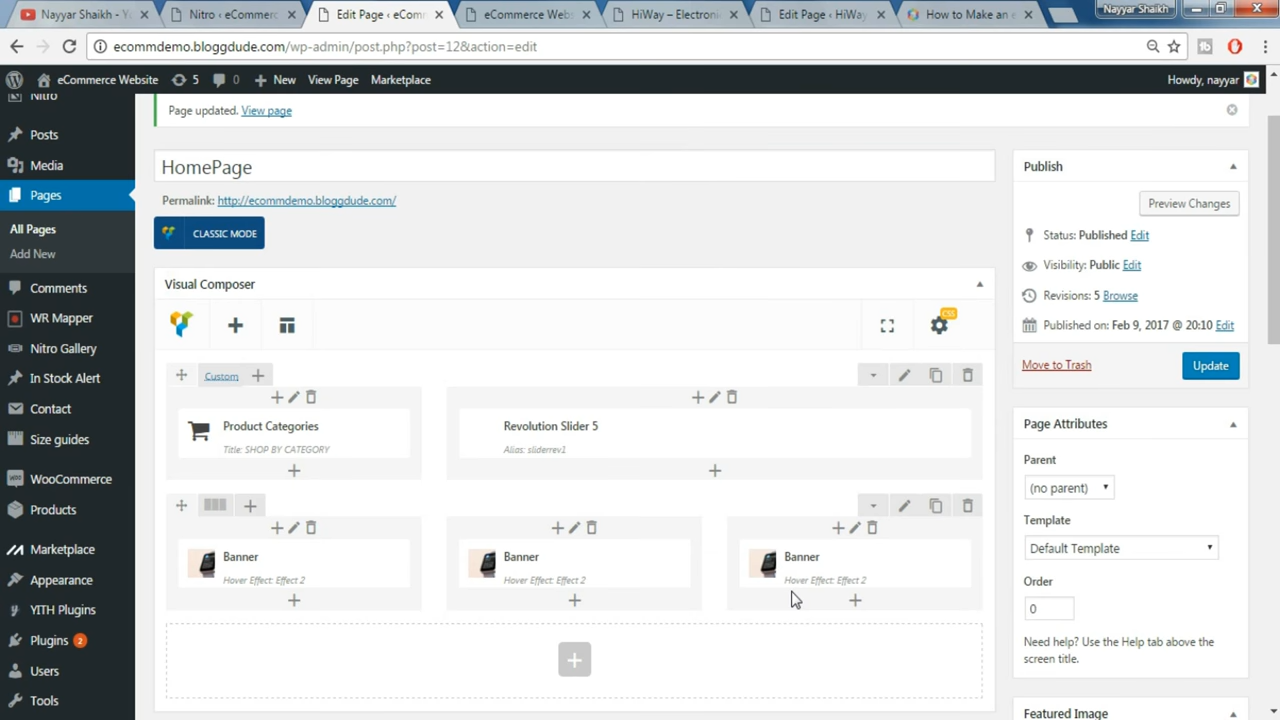 Nayyar Shaikh - Yo
Nitro ‹ eCommerc
Edit Page ‹ eComm
eCommerce Webs
HiWay – Electroni
Edit Page ‹ HiWay
How to Make an e
Nayyar Shaikh
ecommdemo.bloggdude.com/wp-admin/post.php?post=12&action=edit
eCommerce Website
5
0
New
View Page
Marketplace
Howdy, nayyar
Nitro
Posts
Media
Pages
All Pages
Add New
Comments
WR Mapper
Nitro Gallery
In Stock Alert
Contact
Size guides
WooCommerce
Products
Marketplace
Appearance
YITH Plugins
Plugins 2
Users
Tools
Page updated. View page
HomePage
Permalink: http://ecommdemo.bloggdude.com/
CLASSIC MODE
Visual Composer
CSS
Custom
Product Categories
Title: SHOP BY CATEGORY
Revolution Slider 5
Alias: sliderrev1
Banner
Hover Effect: Effect 2
Banner
Hover Effect: Effect 2
Banner
Hover Effect: Effect 2
Publish
Preview Changes
Status: Published Edit
Visibility: Public Edit
Revisions: 5 Browse
Published on: Feb 9, 2017 @ 20:10 Edit
Move to Trash
Update
Page Attributes
Parent
(no parent)
Template
Default Template
Order
0
Need help? Use the Help tab above the
screen title.
Featured Image